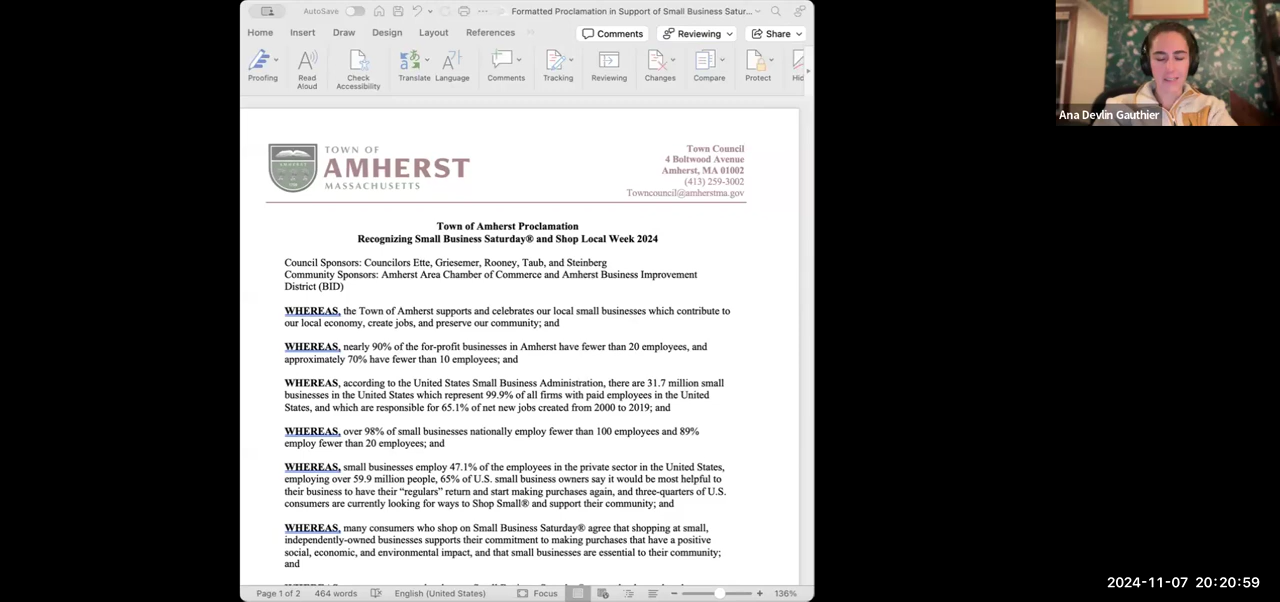 AutoSave
Formatted Proclamation in Support of Small Business Satur...
Home Insert Draw Design Layout References
Comments Reviewing Share
Proofing Read Aloud Check Accessibility Translate Language Comments Tracking Reviewing Changes Compare Protect
TOWN OF
AMHERST
MASSACHUSETTS
Town Council
4 Boltwood Avenue
Amherst, MA 01002
(413) 259-3002
Towncouncil@amherstma.gov
Town of Amherst Proclamation
Recognizing Small Business Saturday® and Shop Local Week 2024
Council Sponsors: Councilors Ette, Griesemer, Rooney, Taub, and Steinberg
Community Sponsors: Amherst Area Chamber of Commerce and Amherst Business Improvement
District (BID)
WHEREAS, the Town of Amherst supports and celebrates our local small businesses which contribute to
our local economy, create jobs, and preserve our community; and
WHEREAS, nearly 90% of the for-profit businesses in Amherst have fewer than 20 employees, and
approximately 70% have fewer than 10 employees; and
WHEREAS, according to the United States Small Business Administration, there are 31.7 million small
businesses in the United States which represent 99.9% of all firms with paid employees in the United
States, and which are responsible for 65.1% of net new jobs created from 2000 to 2019; and
WHEREAS, over 98% of small businesses nationally employ fewer than 100 employees and 89%
employ fewer than 20 employees; and
WHEREAS, small businesses employ 47.1% of the employees in the private sector in the United States,
employing over 59.9 million people, 65% of U.S. small business owners say it would be most helpful to
their business to have their “regulars” return and start making purchases again, and three-quarters of U.S.
consumers are currently looking for ways to Shop Small® and support their community; and
WHEREAS, many consumers who shop on Small Business Saturday® agree that shopping at small,
independently-owned businesses supports their commitment to making purchases that have a positive
social, economic, and environmental impact, and that small businesses are essential to their community;
and
Page 1 of 2 464 words English (United States) Focus 136%
Ana Devlin Gauthier
2024-11-07 20:20:59